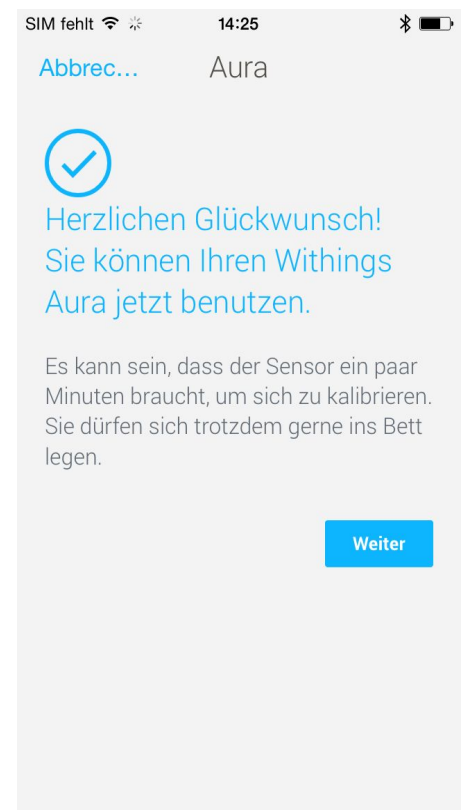 SIM fehlt 14:25
Abbrec... Aura
Herzlichen Glückwunsch!
Sie können Ihren Withings
Aura jetzt benutzen.
Es kann sein, dass der Sensor ein paar
Minuten braucht, um sich zu kalibrieren.
Sie dürfen sich trotzdem gerne ins Bett
legen.
Weiter